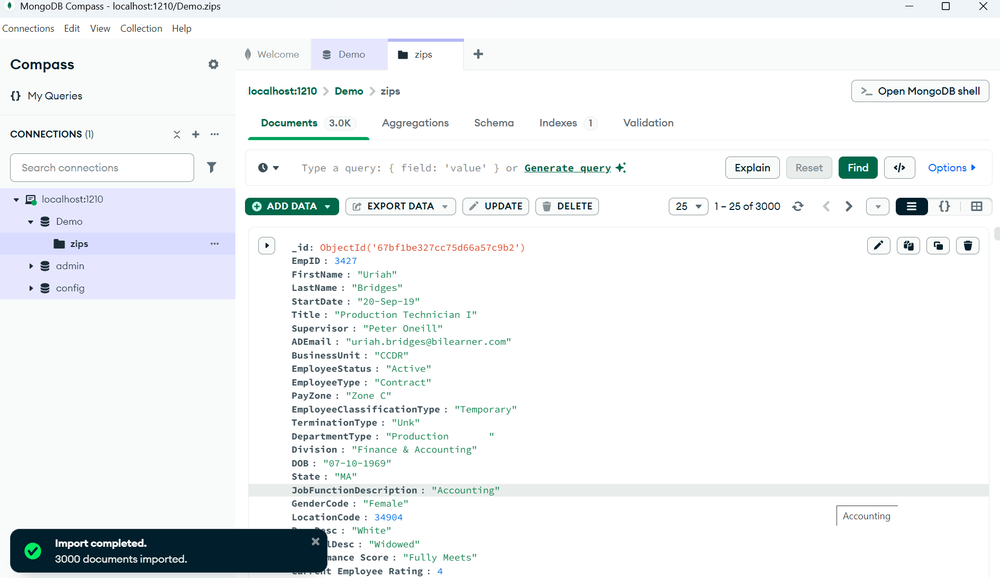 MongoDB Compass - localhost:1210/Demo.zips
Connections Edit View Collection Help
Compass
{} My Queries
CONNECTIONS (1)
Search connections
localhost:1210
Demo
zips
admin
config
Welcome Demo zips
localhost:1210 > Demo > zips
>_ Open MongoDB shell
Documents 3.0K Aggregations Schema Indexes 1 Validation
Type a query: { field: 'value' } or Generate query
Explain Reset Find </> Options
ADD DATA EXPORT DATA UPDATE DELETE
25 1 – 25 of 3000 {}
_id: ObjectId('67bf1be327cc75d66a57c9b2')
EmpID : 3427
FirstName : "Uriah"
LastName : "Bridges"
StartDate : "20-Sep-19"
Title : "Production Technician I"
Supervisor : "Peter Oneill"
ADEmail : "uriah.bridges@bilearner.com"
BusinessUnit : "CCDR"
EmployeeStatus : "Active"
EmployeeType : "Contract"
PayZone : "Zone C"
EmployeeClassificationType : "Temporary"
TerminationType : "Unk"
DepartmentType : "Production       "
Division : "Finance & Accounting"
DOB : "07-10-1969"
State : "MA"
JobFunctionDescription : "Accounting"
GenderCode : "Female"
LocationCode : 34904
Accounting
esc : "White"
lDesc : "Widowed"
mance Score : "Fully Meets"
Current Employee Rating : 4
Import completed.
3000 documents imported.